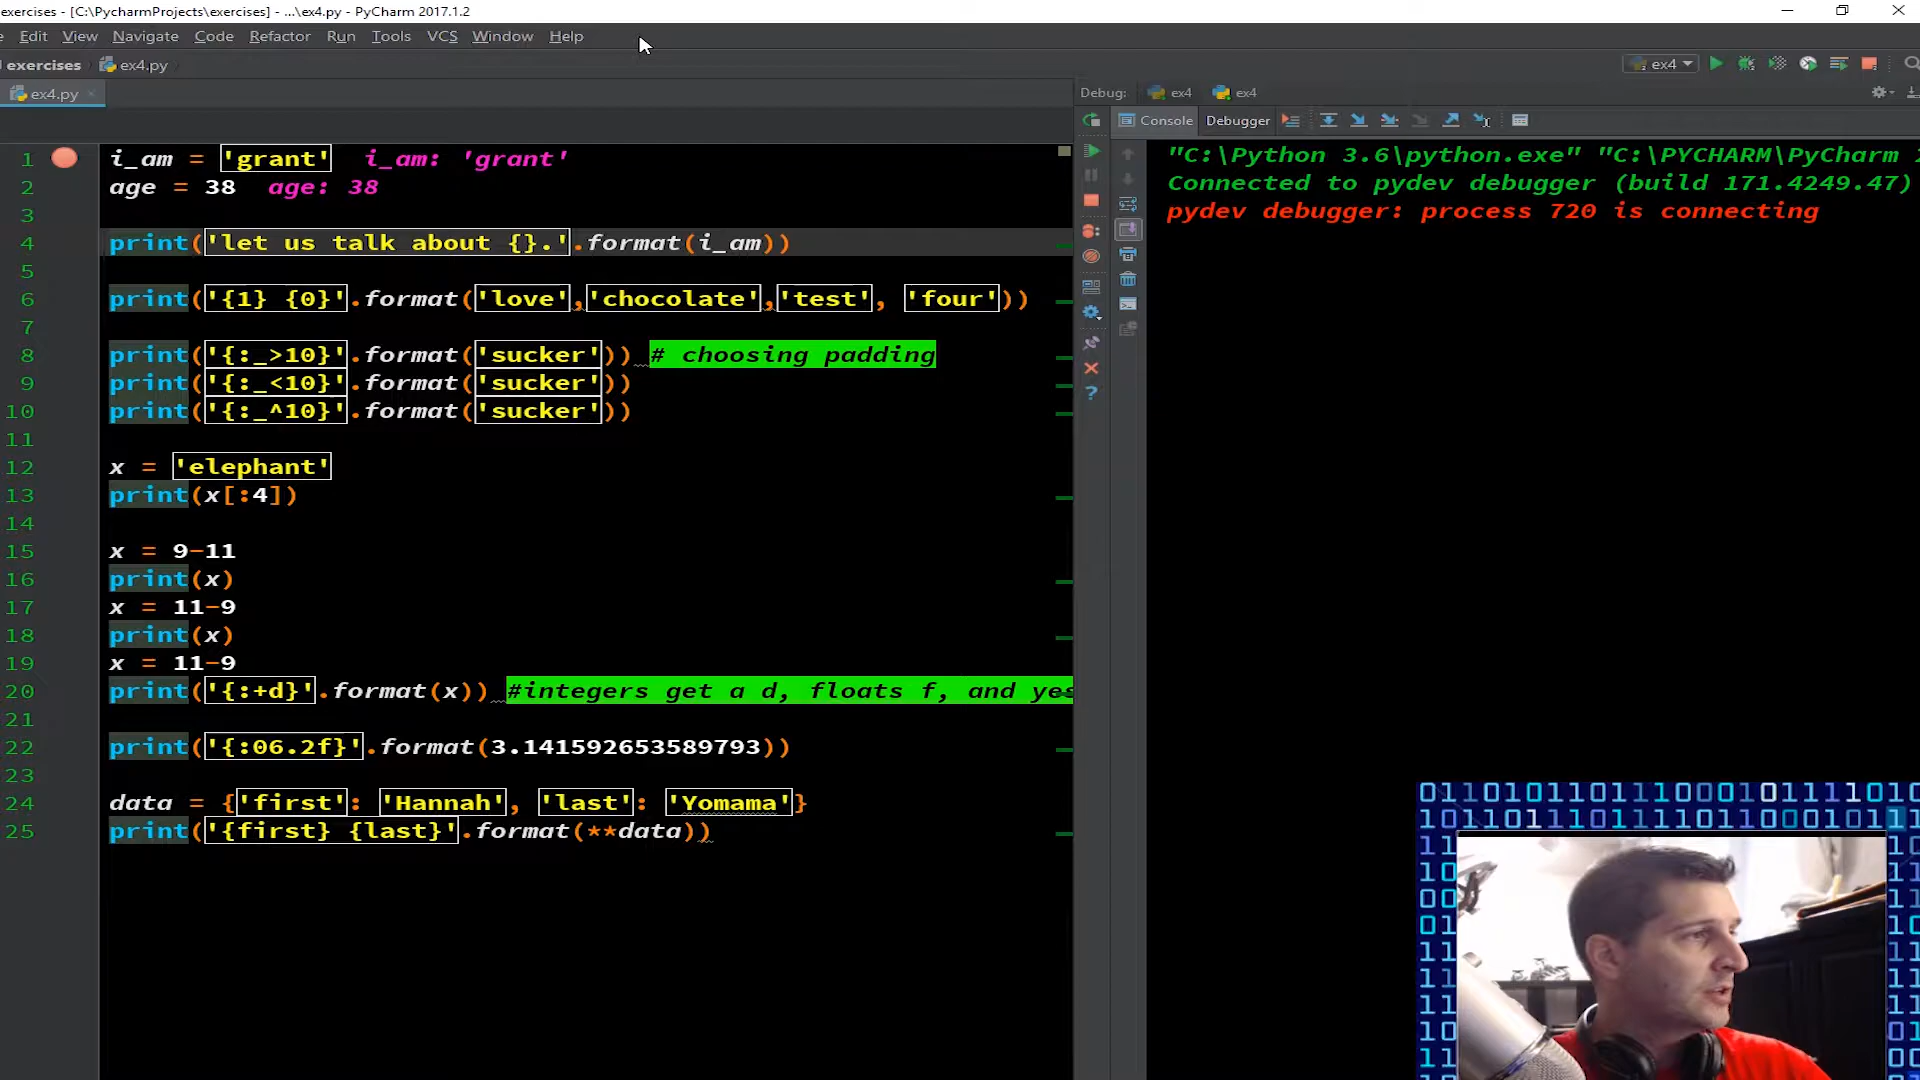 exercises - [C:\PycharmProjects\exercises] - ...\ex4.py - PyCharm 2017.1.2
Edit View Navigate Code Refactor Run Tools VCS Window Help
exercises ex4.py
ex4
ex4.py
Debug: ex4 ex4
Console Debugger
1 i_am = 'grant' i_am: 'grant'
2 age = 38 age: 38
3
4 print('let us talk about {}.'.format(i_am))
5
6 print('{1} {0}'.format('love','chocolate','test', 'four'))
7
8 print('{:_>10}'.format('sucker')) # choosing padding
9 print('{:_<10}'.format('sucker'))
10 print('{:_^10}'.format('sucker'))
11
12 x = 'elephant'
13 print(x[:4])
14
15 x = 9-11
16 print(x)
17 x = 11-9
18 print(x)
19 x = 11-9
20 print('{:+d}'.format(x)) #integers get a d, floats f, and yes
21
22 print('{:06.2f}'.format(3.141592653589793))
23
24 data = {'first': 'Hannah', 'last': 'Yomama'}
25 print('{first} {last}'.format(**data))
"C:\Python 3.6\python.exe" "C:\PYCHARM\PyCharm
Connected to pydev debugger (build 171.4249.47)
pydev debugger: process 720 is connecting